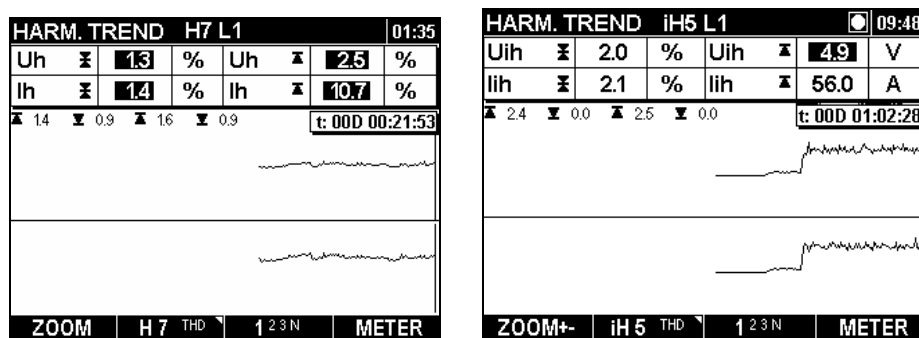 HARM. TREND H7 L1 01:35
Uh 1.3 % Uh 2.5 %
Ih 1.4 % Ih 10.7 %
1.4 0.9 1.6 0.9
t: 00D 00:21:53
ZOOM H 7 THD 1 2 3 N METER
HARM. TREND iH5 L1 09:48
Uih 2.0 % Uih 4.9 V
Iih 2.1 % Iih 56.0 A
2.4 0.0 2.5 0.0
t: 00D 01:02:28
ZOOM+- iH 5 THD 1 2 3 N METER